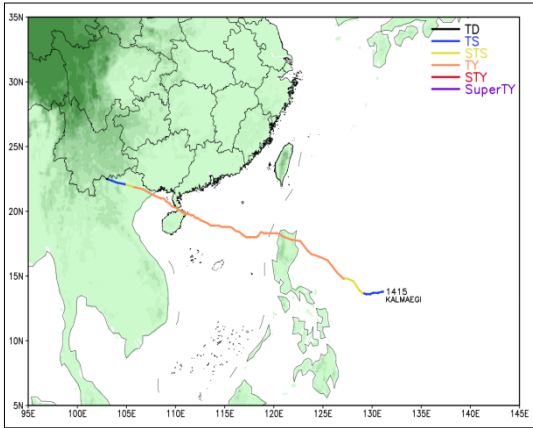 35N
30N
25N
20N
15N
10N
5N
TD
TS
STS
TY
STY
SuperTY
1415
KALMAEGI
95E 100E 105E 110E 115E 120E 125E 130E 135E 140E 145E